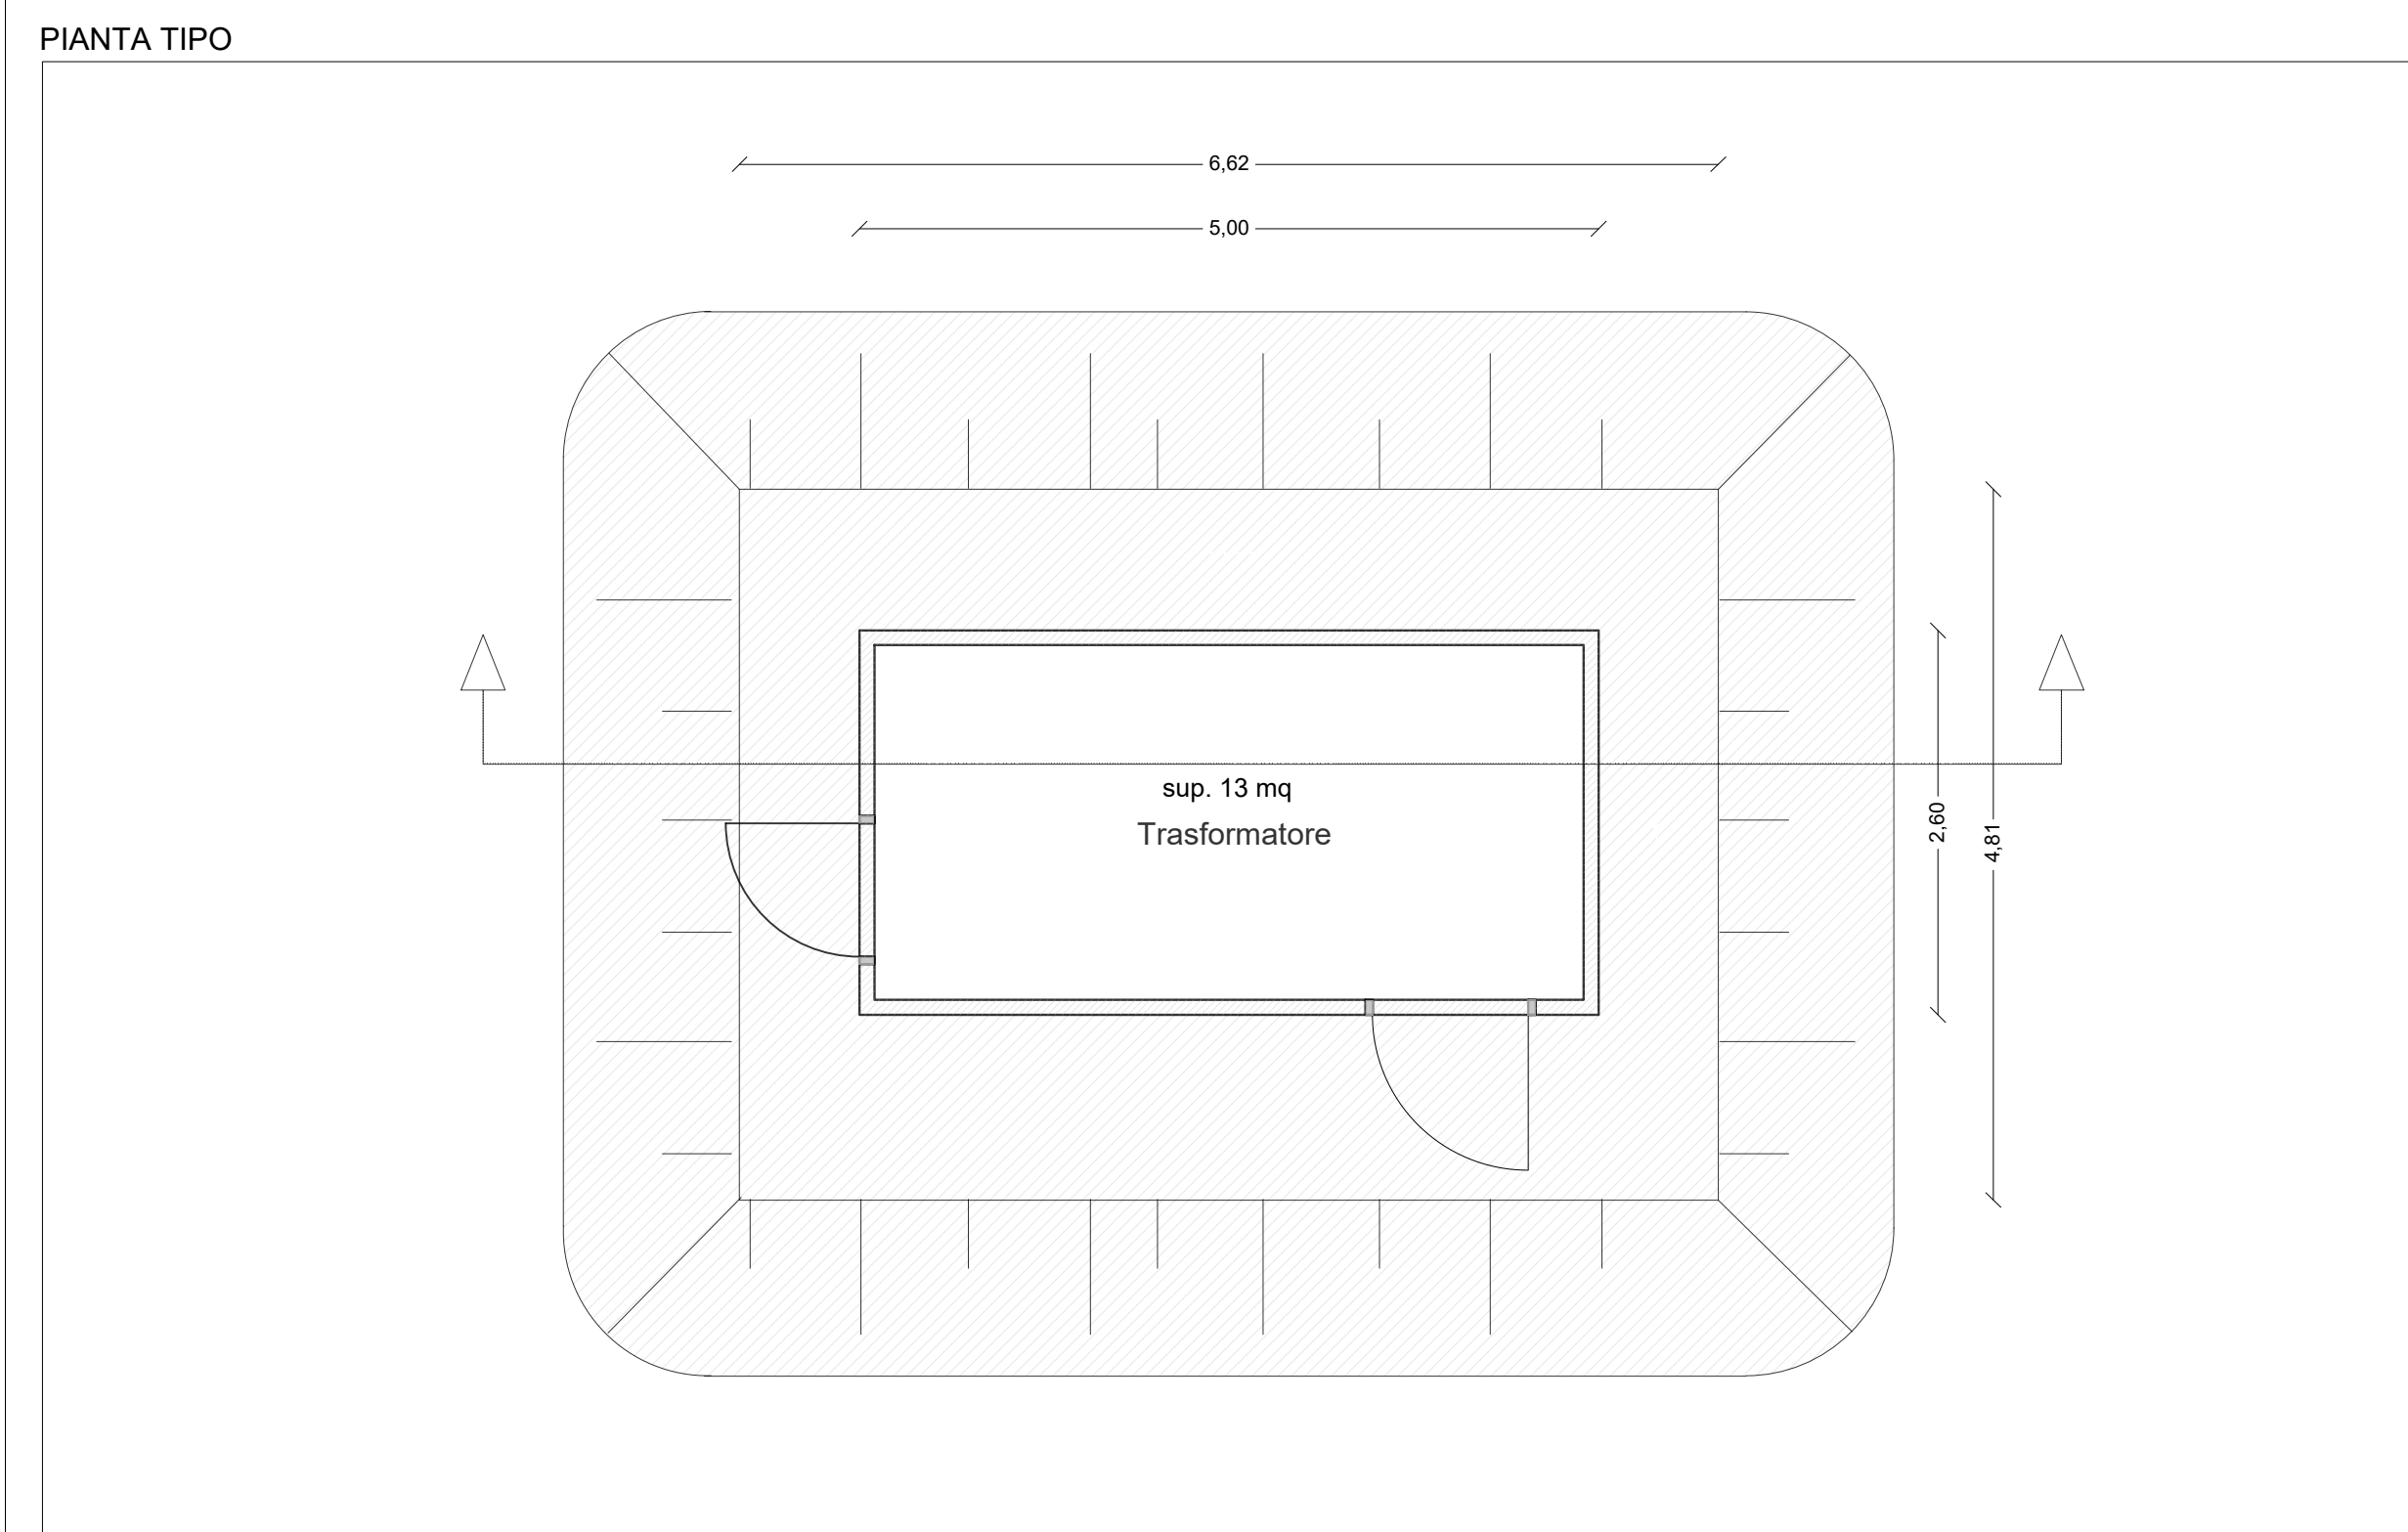 PIANTA TIPO
6,62
5,00
sup. 13 mq
Trasformatore
2,60
4,81